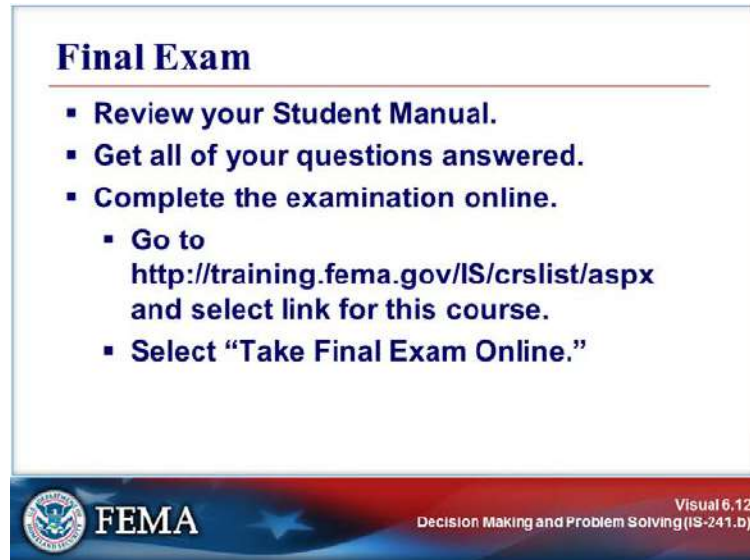 Final Exam
▪ Review your Student Manual.
▪ Get all of your questions answered.
▪ Complete the examination online.
▪ Go to
http://training.fema.gov/IS/crslist/aspx
and select link for this course.
▪ Select “Take Final Exam Online.”
FEMA
Visual 6.12
Decision Making and Problem Solving (IS-241.b)